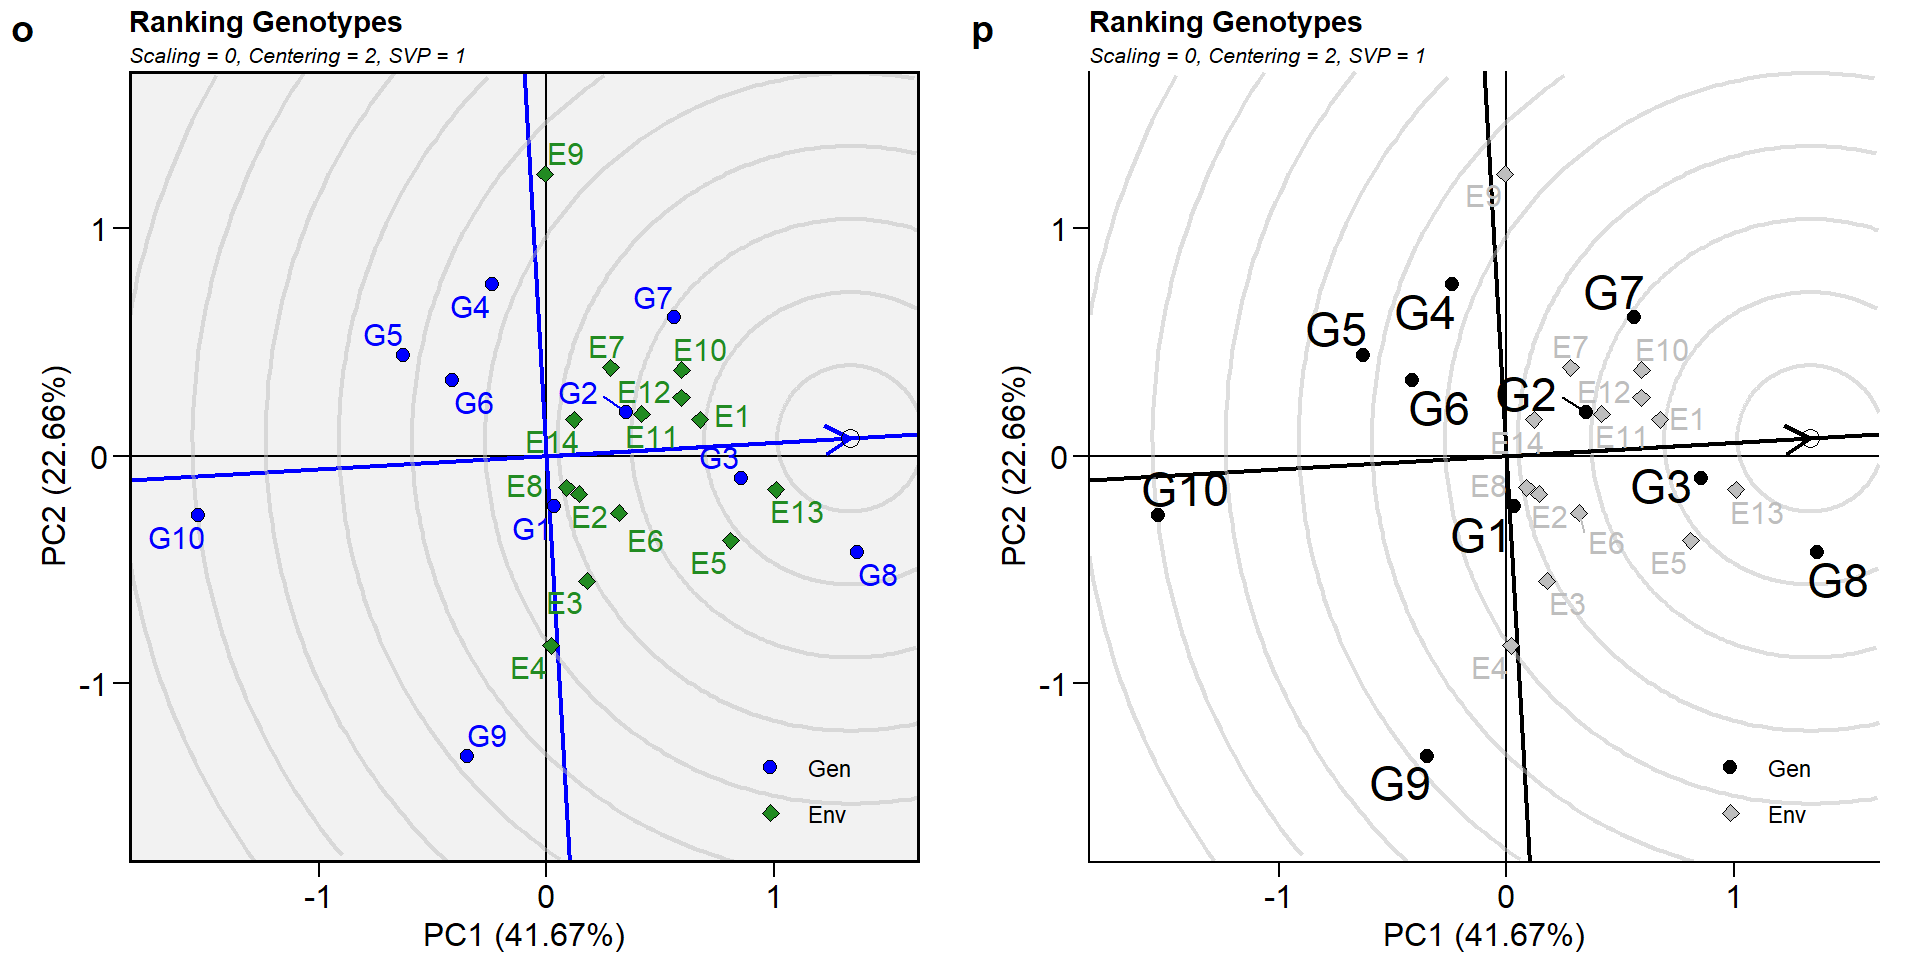 o
Ranking Genotypes
Scaling = 0, Centering = 2, SVP = 1
E9
1
G4
G7
G5
E7
E10
G2
E12
G6
E1
E14
E11
0
G3
E8
G1
E2
E13
G10
E6
E5
G8
E3
E4
-1
G9
Gen
Env
-1
0
1
PC1 (41.67%)
PC2 (22.66%)
p
Ranking Genotypes
Scaling = 0, Centering = 2, SVP = 1
E9
1
G7
G4
G5
E7
E10
G2
E12
G6
E1
E14
E11
0
G10
E8
G3
E2
E13
G1
E6
E5
G8
E3
E4
-1
G9
Gen
Env
-1
0
1
PC1 (41.67%)
PC2 (22.66%)